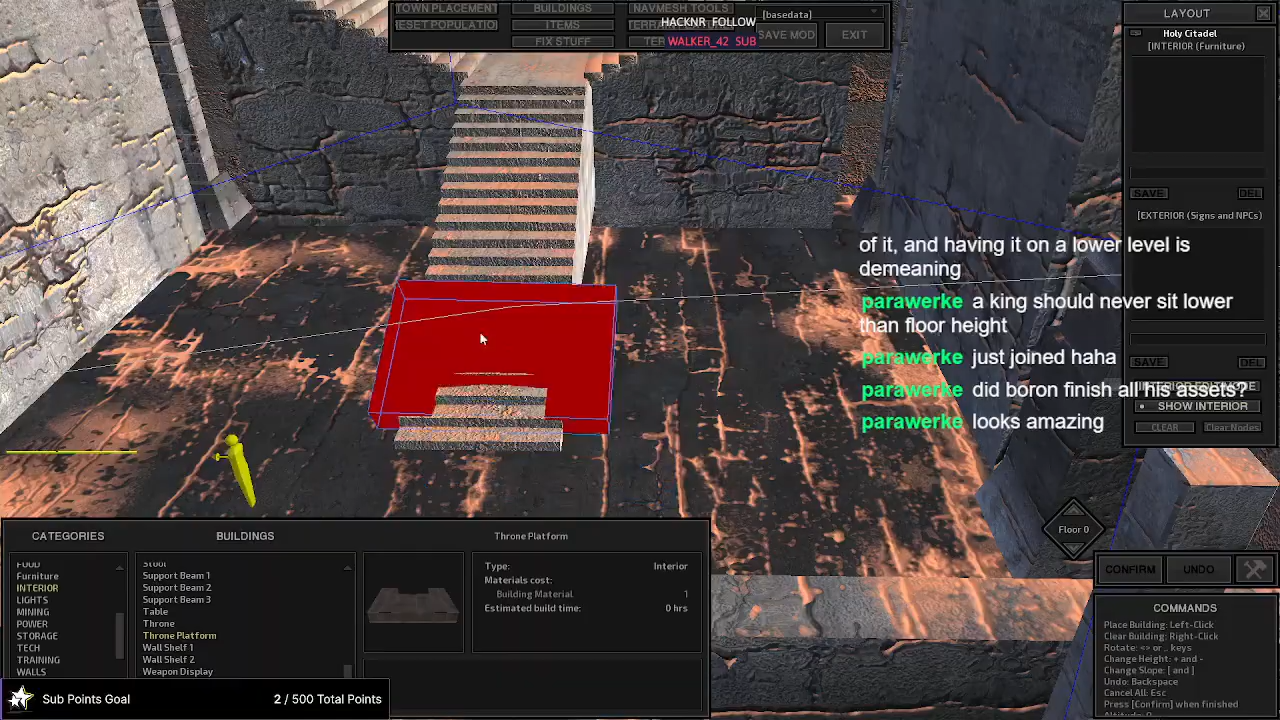 TOWN PLACEMENT
BUILDINGS
NAVMESH TOOLS
[basedata]
RESET POPULATION
ITEMS
HACKNR FOLLOW
SAVE MOD
EXIT
FIX STUFF
WALKER_42 SUB
LAYOUT
Holy Citadel
[INTERIOR (Furniture)
SAVE
DEL
[EXTERIOR (Signs and NPCs)
of it, and having it on a lower level is
demeaning
parawerke a king should never sit lower
than floor height
parawerke just joined haha
SAVE
DEL
parawerke did boron finish all his assets?
SHOW INTERIOR
parawerke looks amazing
CLEAR
Clear Nodes
Floor 0
CATEGORIES
FOOD
Furniture
INTERIOR
LIGHTS
MINING
POWER
STORAGE
TECH
TRAINING
WALLS
BUILDINGS
Stool
Support Beam 1
Support Beam 2
Support Beam 3
Table
Throne
Throne Platform
Wall Shelf 1
Wall Shelf 2
Weapon Display
Throne Platform
Type: Interior
Materials cost:
Building Material 1
Estimated build time: 0 hrs
CONFIRM
UNDO
COMMANDS
Place Building: Left-Click
Clear Building: Right-Click
Rotate: <> or ,. keys
Change Height: + and -
Change Slope: [ and ]
Undo: Backspace
Cancel All: Esc
Press [Confirm] when finished
Sub Points Goal
2 / 500 Total Points